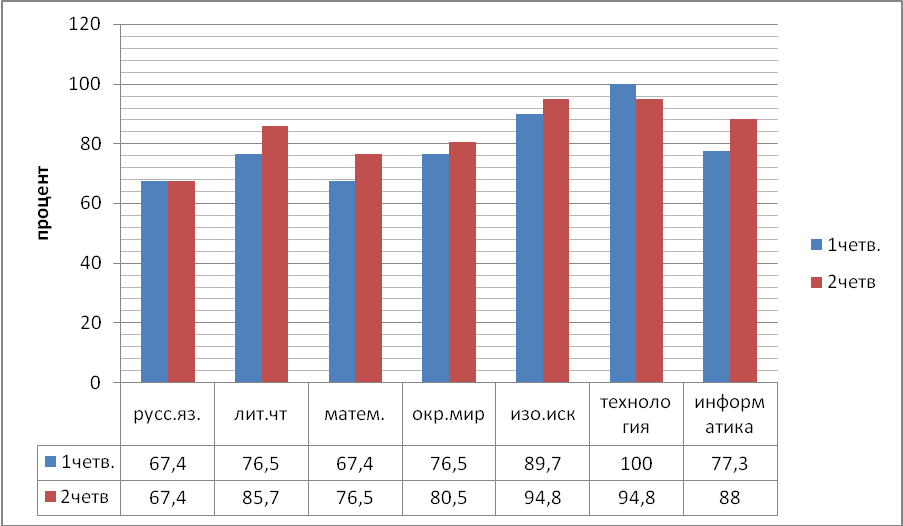 120
100
80
60
40
20
0
процент
1четв.
2четв
русс.яз. лит.чт матем. окр.мир изо.иск техноло гия информ атика
1четв. 67,4 76,5 67,4 76,5 89,7 100 77,3
2четв 67,4 85,7 76,5 80,5 94,8 94,8 88